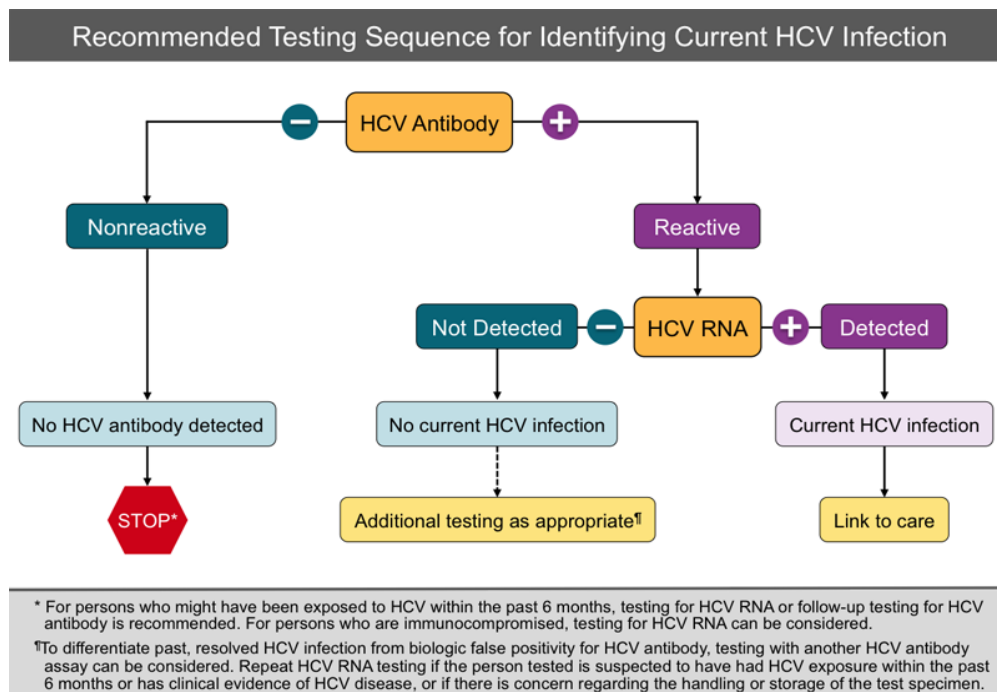 Recommended Testing Sequence for Identifying Current HCV Infection
− HCV Antibody +
Nonreactive
Reactive
Not Detected − HCV RNA + Detected
No HCV antibody detected
No current HCV infection
Current HCV infection
STOP*
Additional testing as appropriate¶
Link to care
* For persons who might have been exposed to HCV within the past 6 months, testing for HCV RNA or follow-up testing for HCV
antibody is recommended. For persons who are immunocompromised, testing for HCV RNA can be considered.
¶To differentiate past, resolved HCV infection from biologic false positivity for HCV antibody, testing with another HCV antibody
assay can be considered. Repeat HCV RNA testing if the person tested is suspected to have had HCV exposure within the past
6 months or has clinical evidence of HCV disease, or if there is concern regarding the handling or storage of the test specimen.